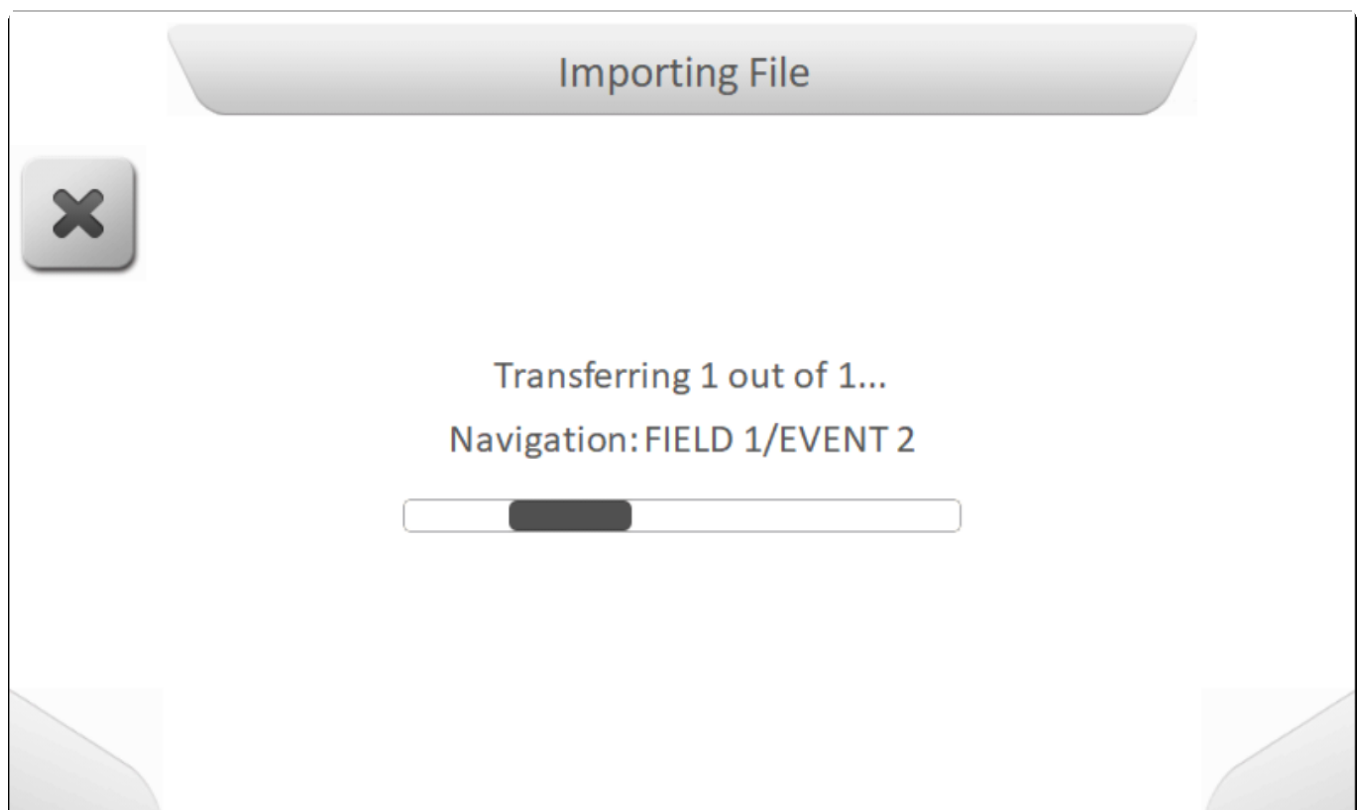 Importing File
Transferring 1 out of 1...
Navigation: FIELD 1/EVENT 2